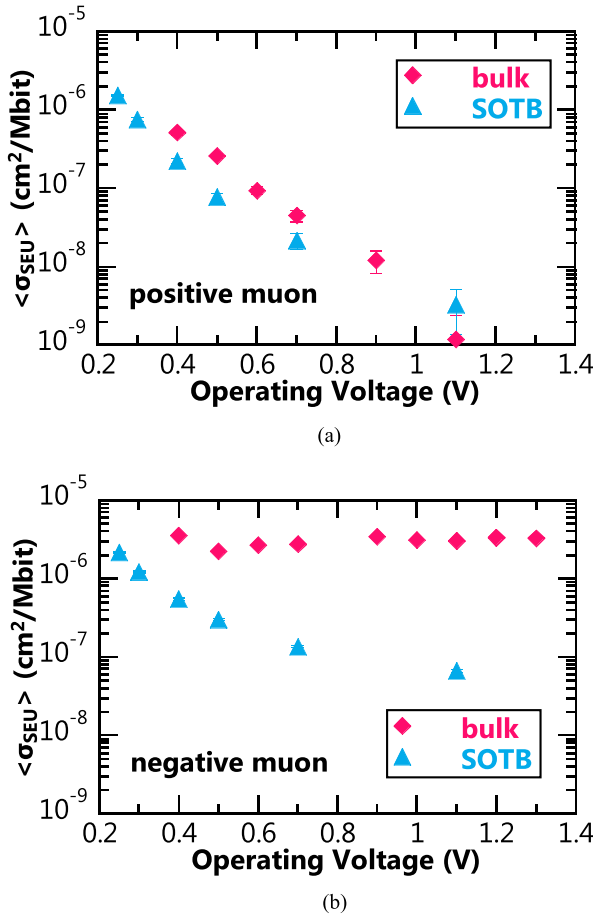 10⁻⁵
10⁻⁶
10⁻⁷
10⁻⁸
10⁻⁹
<σSEU> (cm²/Mbit)
bulk
SOTB
positive muon
0.2 0.4 0.6 0.8 1 1.2 1.4
Operating Voltage (V)
(a)
10⁻⁵
10⁻⁶
10⁻⁷
10⁻⁸
10⁻⁹
<σSEU> (cm²/Mbit)
bulk
SOTB
negative muon
0.2 0.4 0.6 0.8 1 1.2 1.4
Operating Voltage (V)
(b)